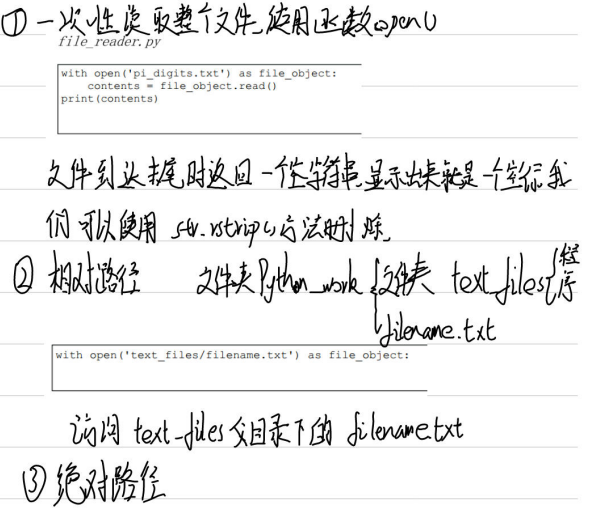 ① 一次性读取整个文件,使用函数open()
file_reader.py
with open('pi_digits.txt') as file_object:
    contents = file_object.read()
print(contents)
文件到达末尾时返回一个空字符串,显示出来就是一个空行,我
们可以使用 str.rstrip()方法删除。
② 相对路径 文件夹Python_work { 文件夹 text_files { 程序
filename.txt
with open('text_files/filename.txt') as file_object:
访问 text_files 父目录下的 filename.txt
③ 绝对路径